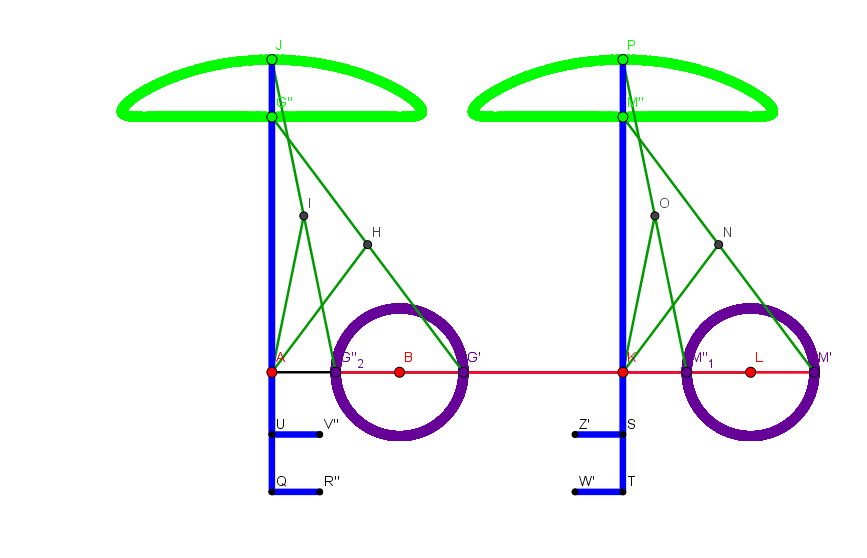 J P
G" M"
I O
H N
A G"2 B G' K M"1 L M'
U V" Z' S
Q R" W' T